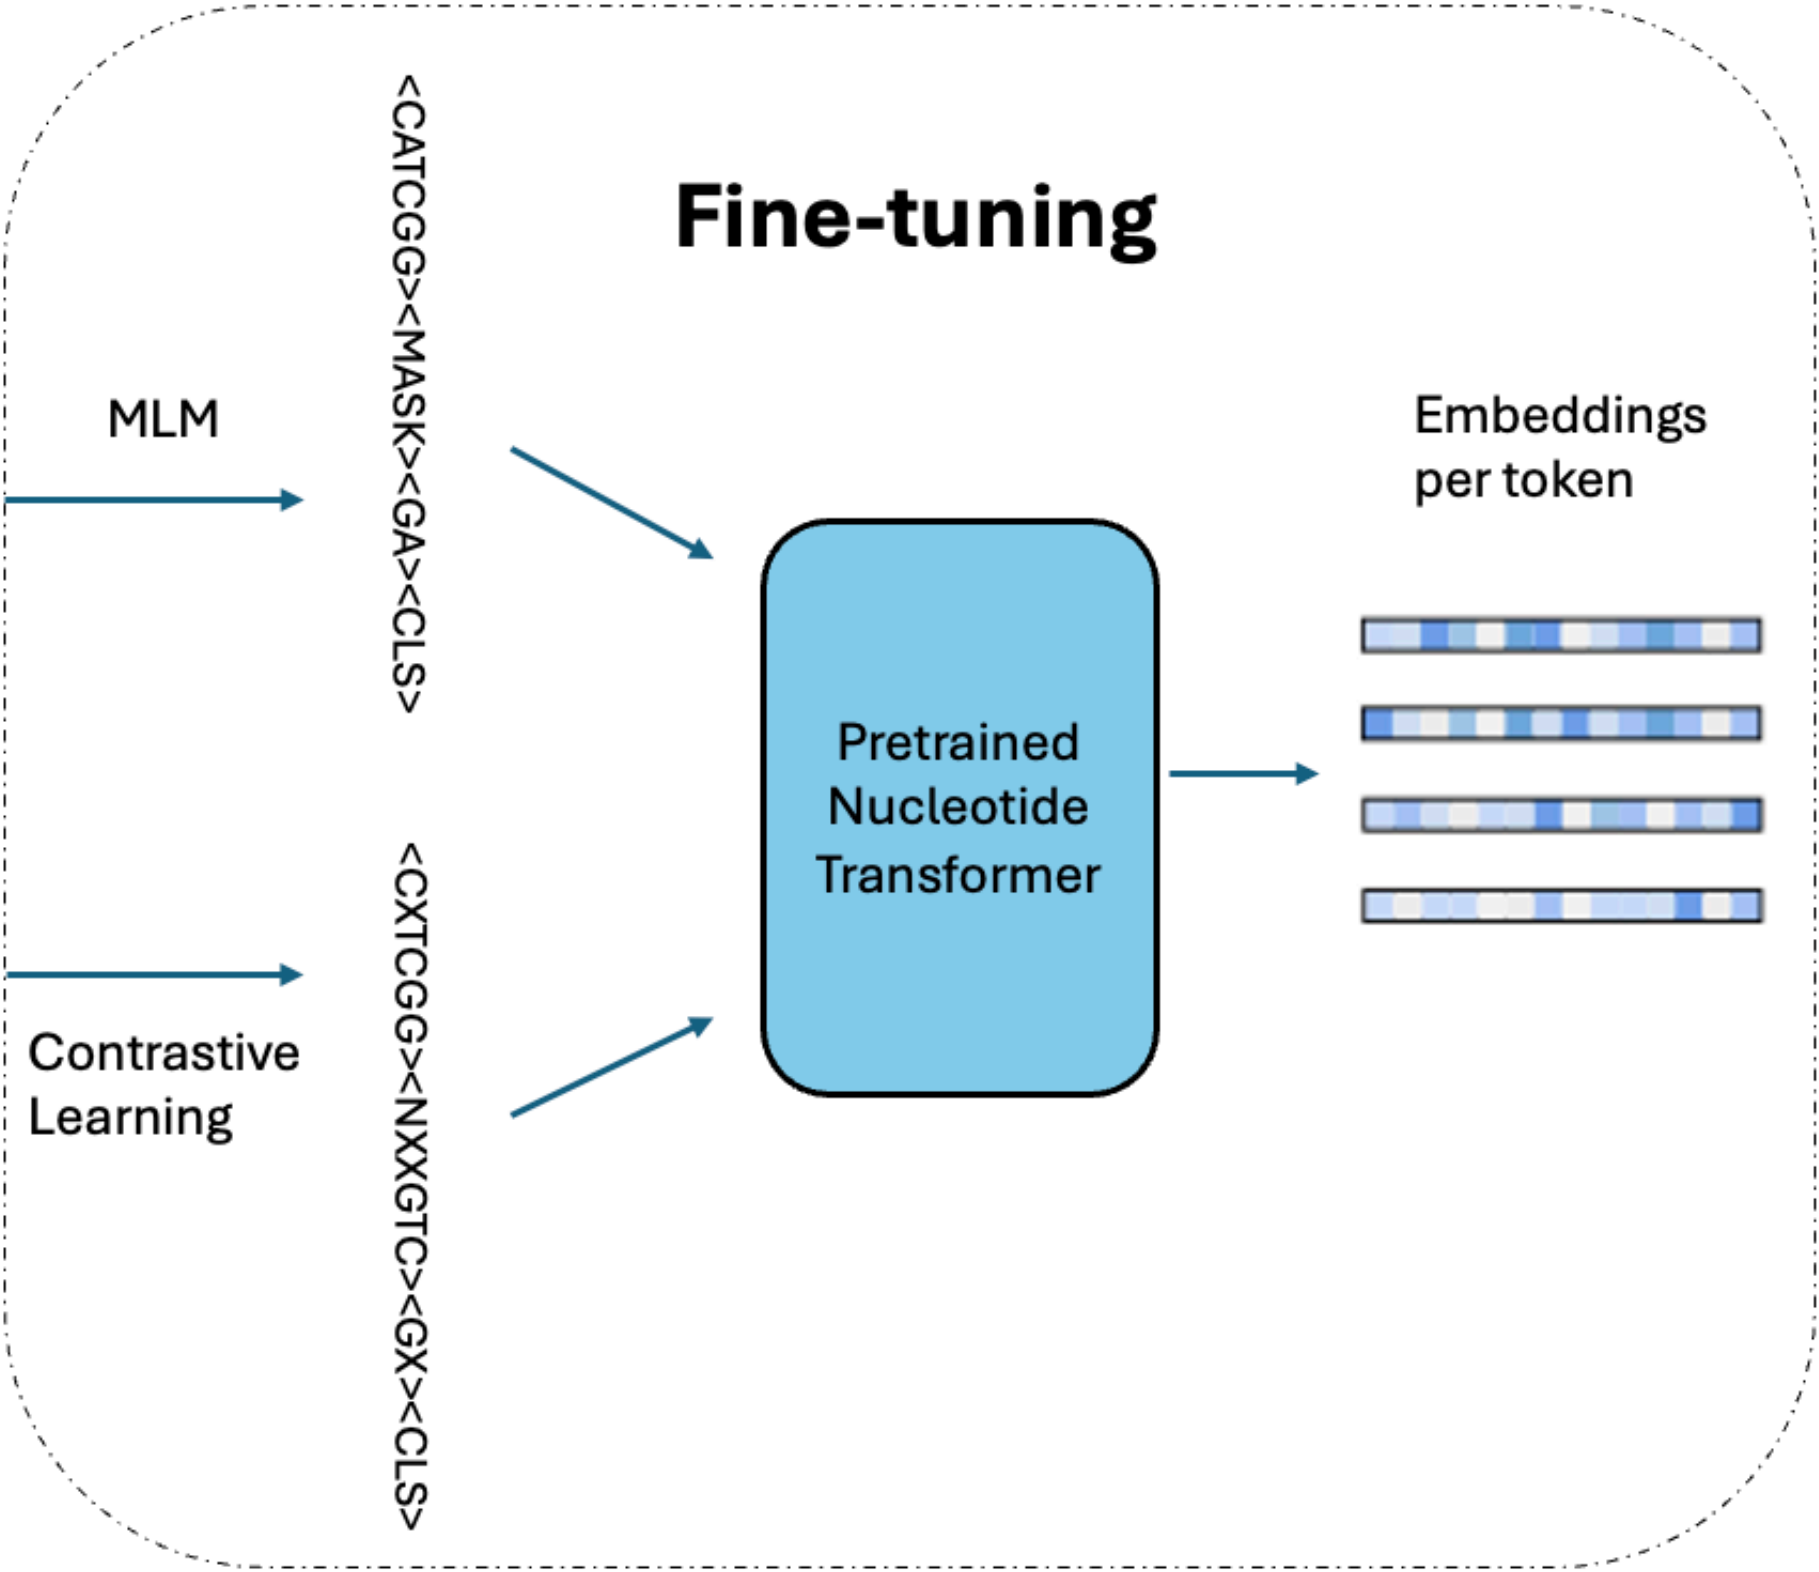 Fine-tuning
MLM
<CATCGG><MASK><GA><CLS>
Embeddings
per token
Pretrained
Nucleotide
Transformer
Contrastive
Learning
<CXTCGG><NXXGTC><GX><CLS>